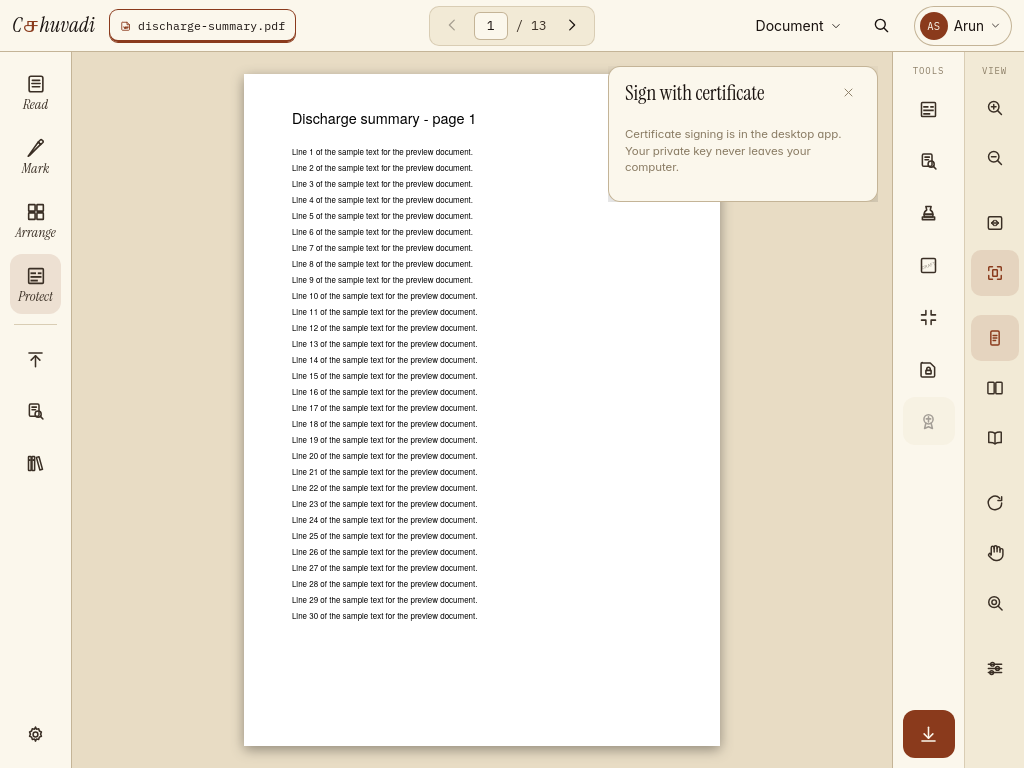 discharge-summary.pdf
1 / 13
Document
AS Arun
TOOLS
VIEW
Read
Mark
Arrange
Protect
Sign with certificate
Certificate signing is in the desktop app.
Your private key never leaves your
computer.
Discharge summary - page 1
Line 1 of the sample text for the preview document.
Line 2 of the sample text for the preview document.
Line 3 of the sample text for the preview document.
Line 4 of the sample text for the preview document.
Line 5 of the sample text for the preview document.
Line 6 of the sample text for the preview document.
Line 7 of the sample text for the preview document.
Line 8 of the sample text for the preview document.
Line 9 of the sample text for the preview document.
Line 10 of the sample text for the preview document.
Line 11 of the sample text for the preview document.
Line 12 of the sample text for the preview document.
Line 13 of the sample text for the preview document.
Line 14 of the sample text for the preview document.
Line 15 of the sample text for the preview document.
Line 16 of the sample text for the preview document.
Line 17 of the sample text for the preview document.
Line 18 of the sample text for the preview document.
Line 19 of the sample text for the preview document.
Line 20 of the sample text for the preview document.
Line 21 of the sample text for the preview document.
Line 22 of the sample text for the preview document.
Line 23 of the sample text for the preview document.
Line 24 of the sample text for the preview document.
Line 25 of the sample text for the preview document.
Line 26 of the sample text for the preview document.
Line 27 of the sample text for the preview document.
Line 28 of the sample text for the preview document.
Line 29 of the sample text for the preview document.
Line 30 of the sample text for the preview document.